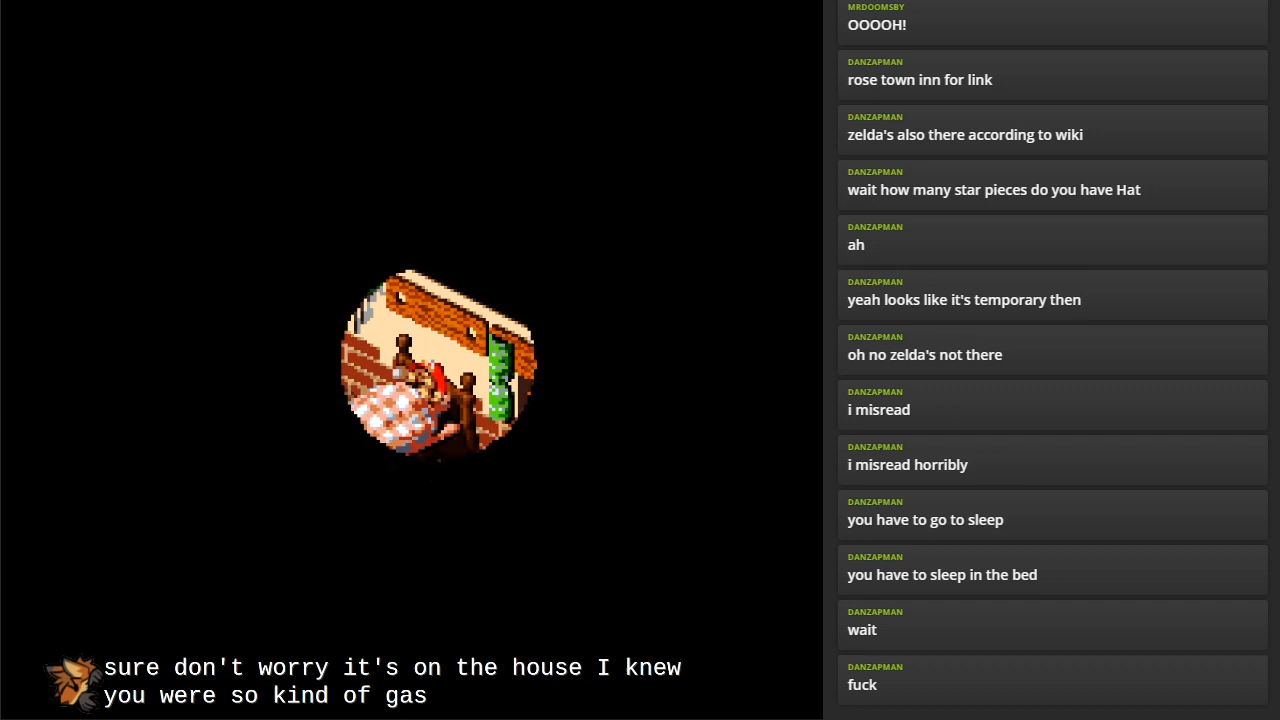 MRDOOMSBY
OOOOH!
DANZAPMAN
rose town inn for link
DANZAPMAN
zelda's also there according to wiki
DANZAPMAN
wait how many star pieces do you have Hat
DANZAPMAN
ah
DANZAPMAN
yeah looks like it's temporary then
DANZAPMAN
oh no zelda's not there
DANZAPMAN
i misread
DANZAPMAN
i misread horribly
DANZAPMAN
you have to go to sleep
DANZAPMAN
you have to sleep in the bed
DANZAPMAN
wait
DANZAPMAN
fuck
sure don't worry it's on the house I knew
you were so kind of gas